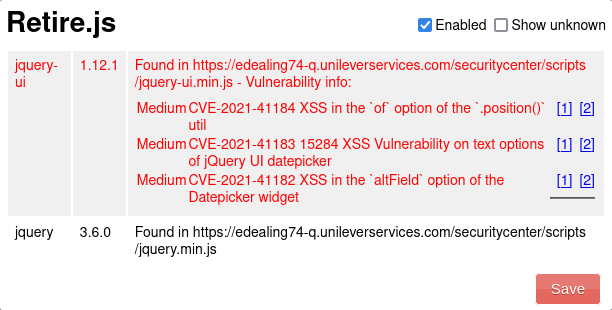 Retire.js
Enabled Show unknown
jquery-ui 1.12.1 Found in https://edealing74-q.unileverservices.com/securitycenter/scripts
/jquery-ui.min.js - Vulnerability info:
Medium CVE-2021-41184 XSS in the `of` option of the `.position()` [1] [2]
util
Medium CVE-2021-41183 15284 XSS Vulnerability on text options [1] [2]
of jQuery UI datepicker
Medium CVE-2021-41182 XSS in the `altField` option of the [1] [2]
Datepicker widget
jquery 3.6.0 Found in https://edealing74-q.unileverservices.com/securitycenter/scripts
/jquery.min.js
Save